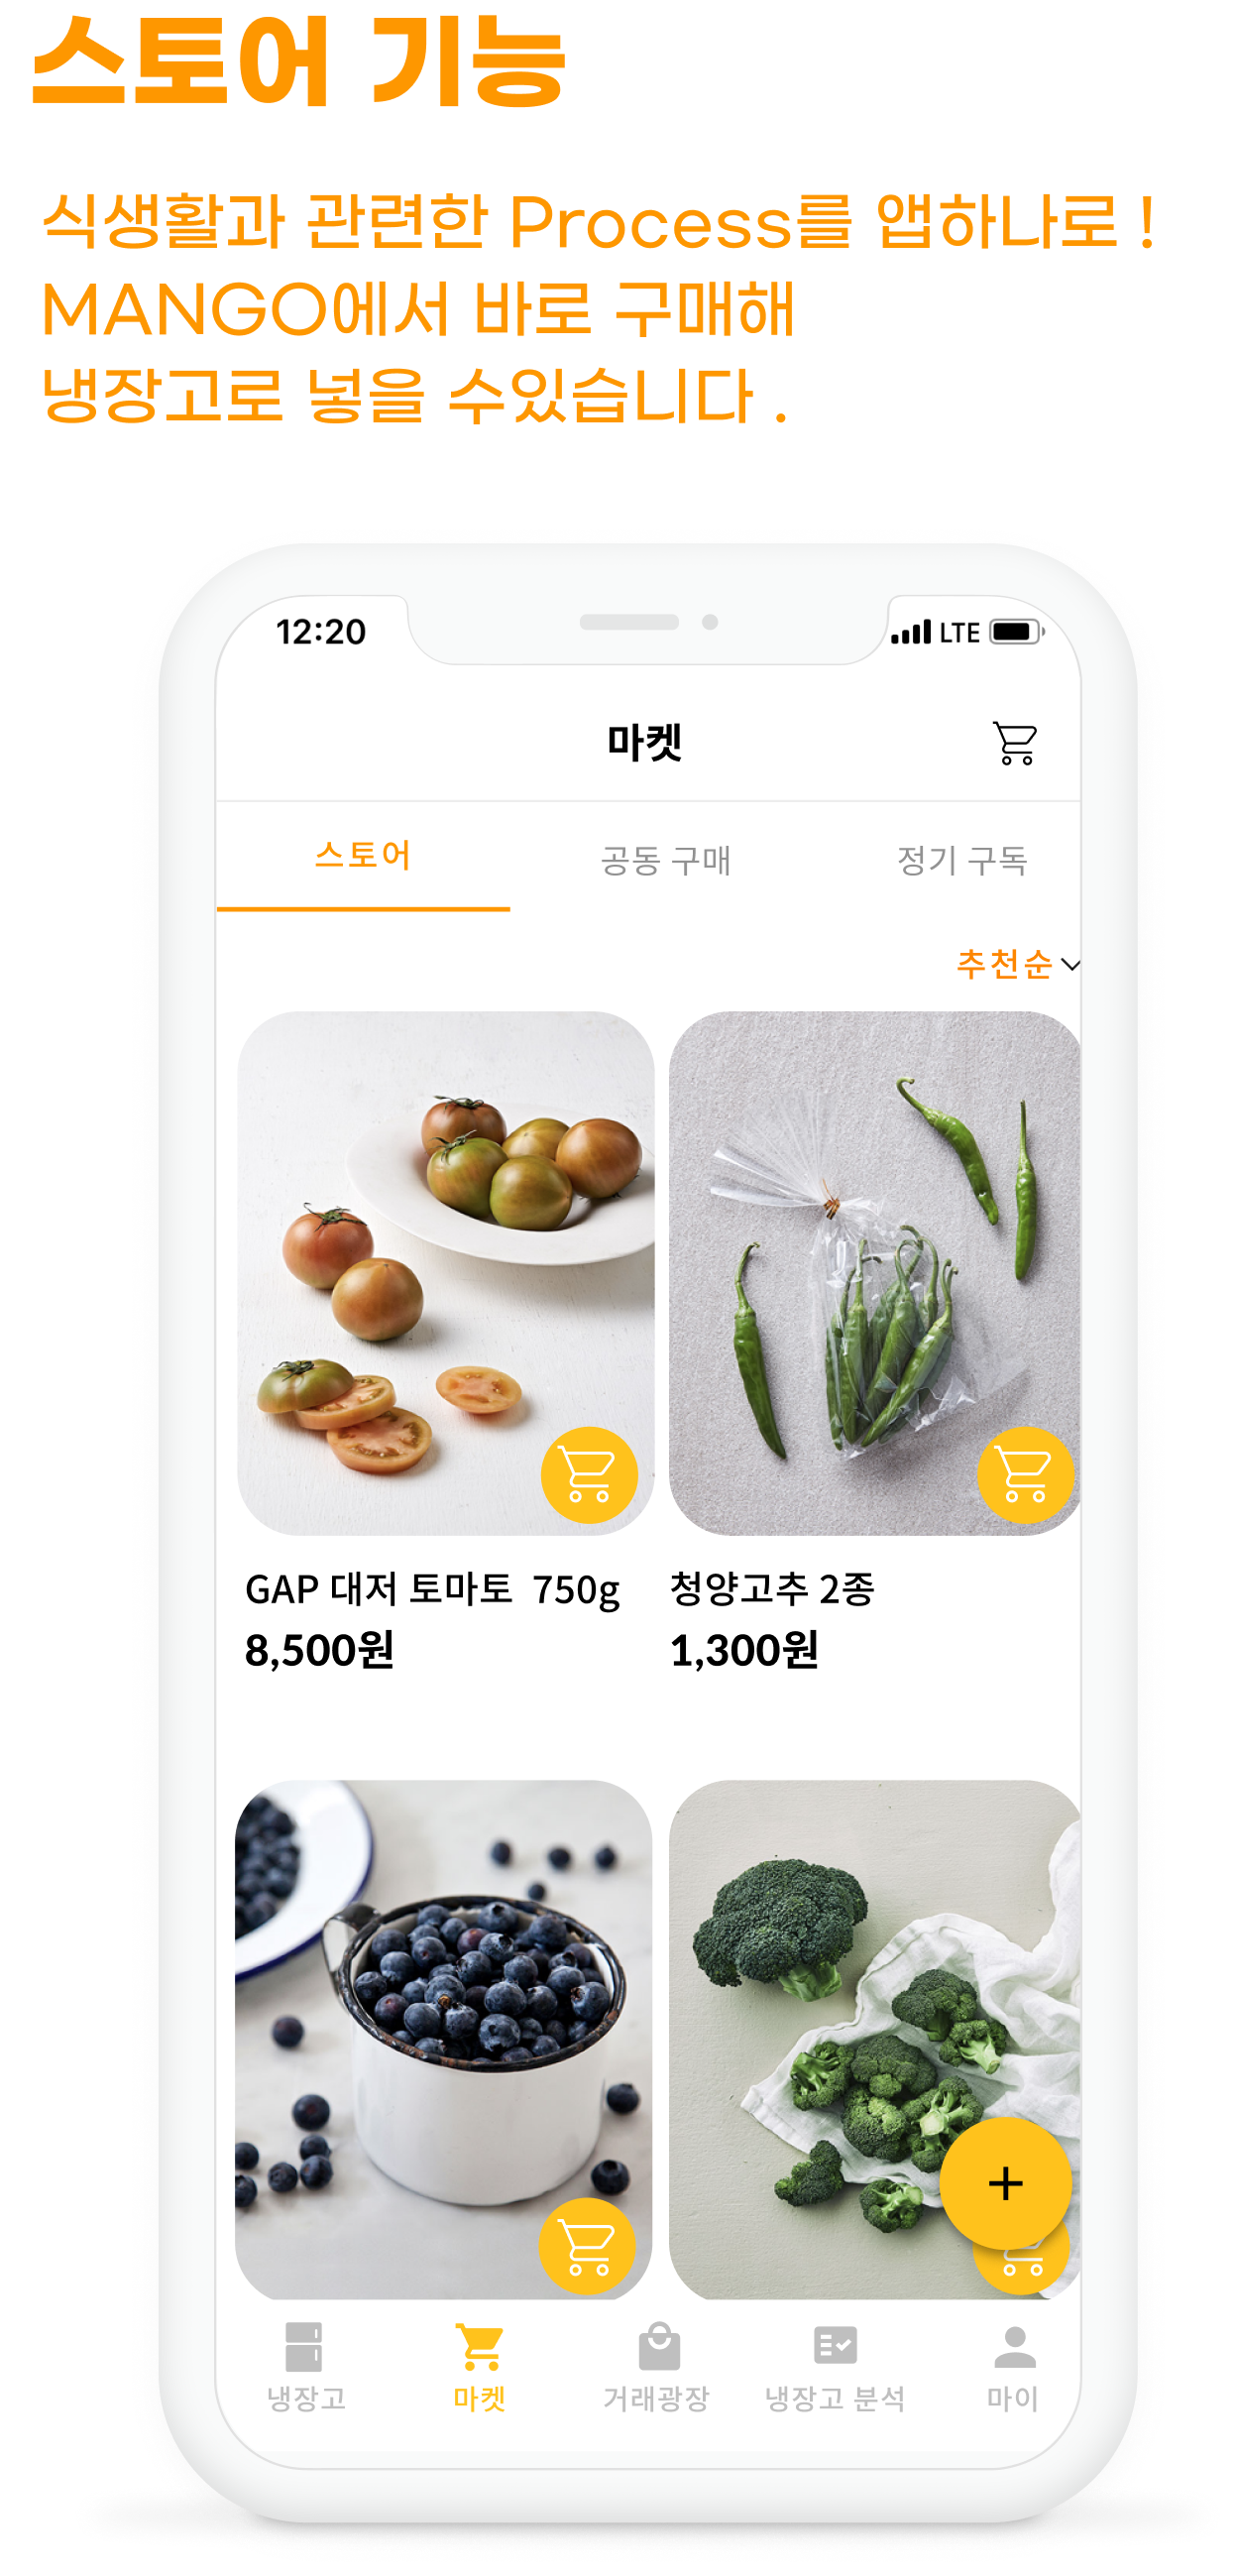 스토어 기능
식생활과 관련한 Process를 앱하나로 !
MANGO에서 바로 구매해
냉장고로 넣을 수있습니다 .
12:20 LTE
마켓
스토어 공동 구매 정기 구독
추천순
GAP 대저 토마토 750g
8,500원
청양고추 2종
1,300원
냉장고 마켓 거래광장 냉장고 분석 마이